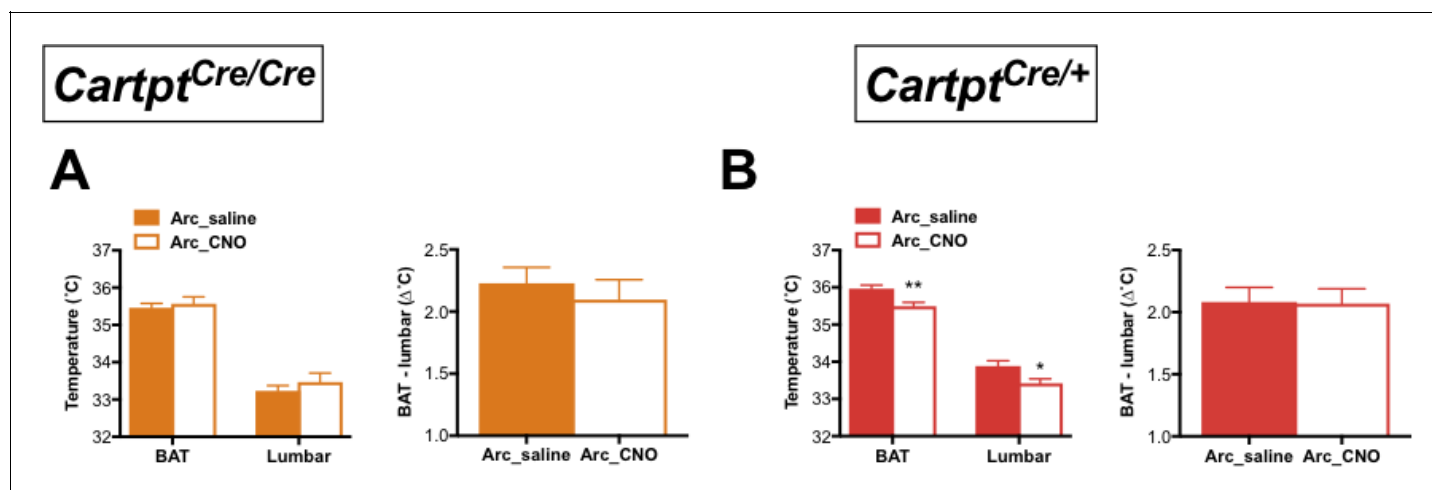 Cartpt^Cre/Cre
Cartpt^Cre/+
A
B
Arc_saline
Arc_CNO
Temperature (˚C)
37
36
35
34
33
32
BAT Lumbar
BAT - lumbar (Δ˚C)
2.5
2.0
1.5
1.0
Arc_saline Arc_CNO
Arc_saline
Arc_CNO
Temperature (˚C)
37
36
35
34
33
32
**
*
BAT Lumbar
BAT - lumbar (Δ˚C)
2.5
2.0
1.5
1.0
Arc_saline Arc_CNO